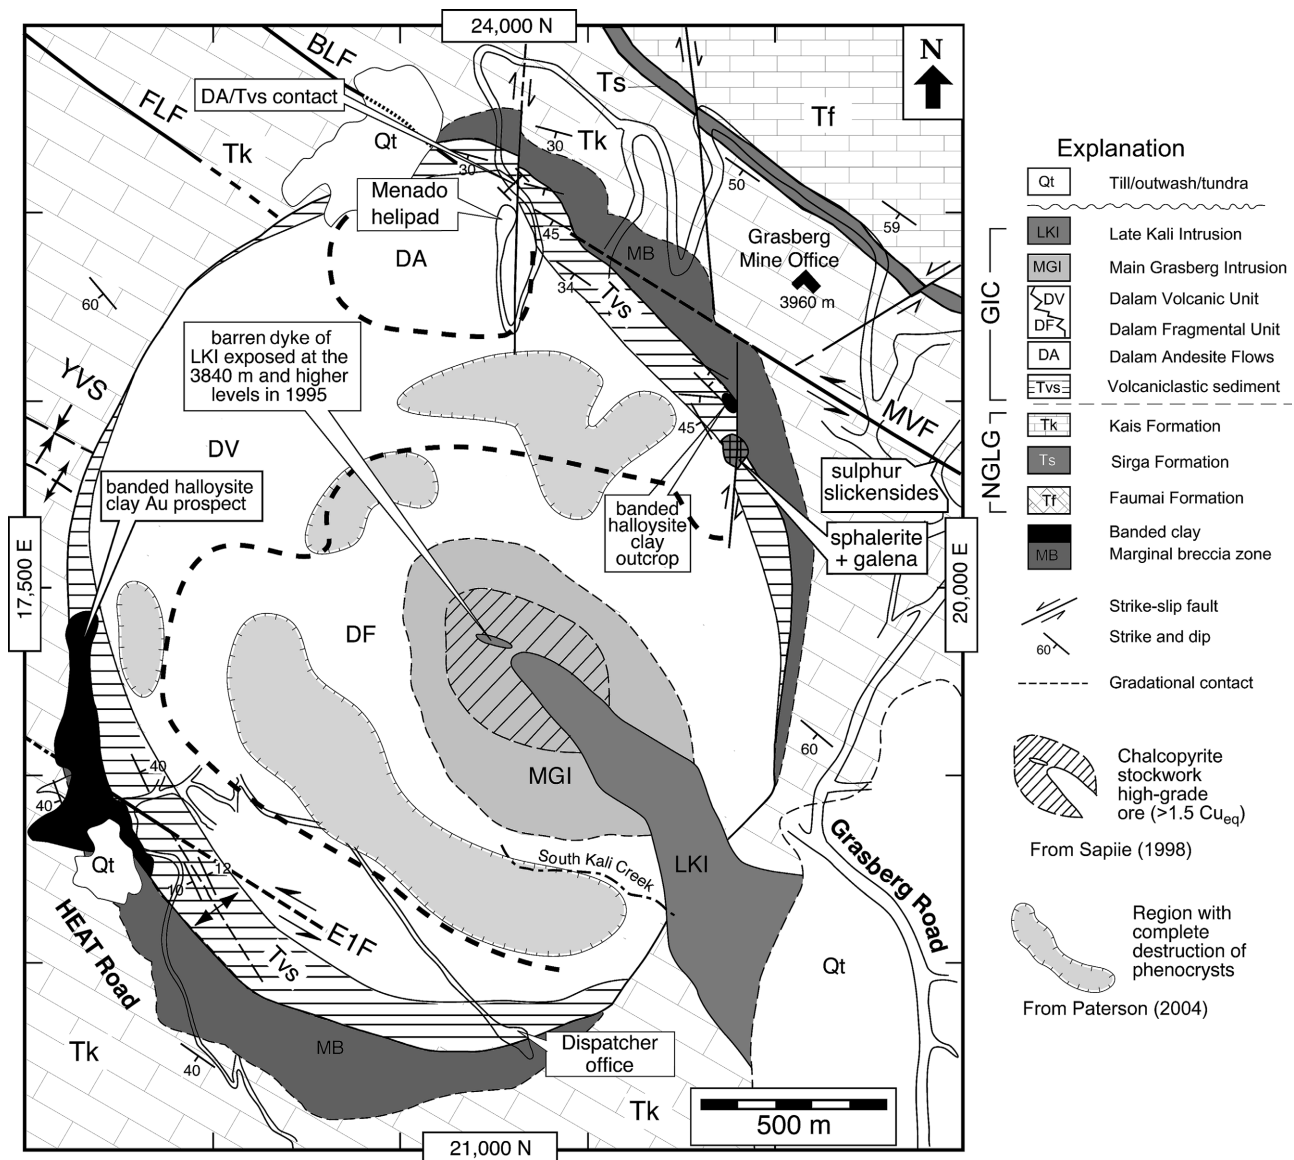 24,000 N
N
BLF
FLF
DA/Tvs contact
Ts
Tf
Tk
Qt
Tk
30
30
50
Menado
helipad
DA
45
59
MB
Grasberg
Mine Office
3960 m
34
Tvs
60
barren dyke of
LKI exposed at the
3840 m and higher
levels in 1995
YVS
MVF
45
DV
sulphur
slickensides
banded halloysite
clay Au prospect
banded
halloysite
clay
outcrop
sphalerite
+ galena
17,500 E
20,000 E
DF
60
40
MGI
40
Qt
12
10
South Kali Creek
LKI
Grasberg Road
HEAT Road
E1F
Tvs
Qt
MB
Tk
40
Dispatcher
office
Tk
500 m
21,000 N
Explanation
Qt Till/outwash/tundra
LKI Late Kali Intrusion
MGI Main Grasberg Intrusion
DV Dalam Volcanic Unit
DF Dalam Fragmental Unit
DA Dalam Andesite Flows
Tvs Volcaniclastic sediment
GIC
Tk Kais Formation
Ts Sirga Formation
Tf Faumai Formation
NGLG
Banded clay
MB Marginal breccia zone
Strike-slip fault
60 Strike and dip
Gradational contact
Chalcopyrite
stockwork
high-grade
ore (>1.5 Cueq)
From Sapiie (1998)
Region with
complete
destruction of
phenocrysts
From Paterson (2004)